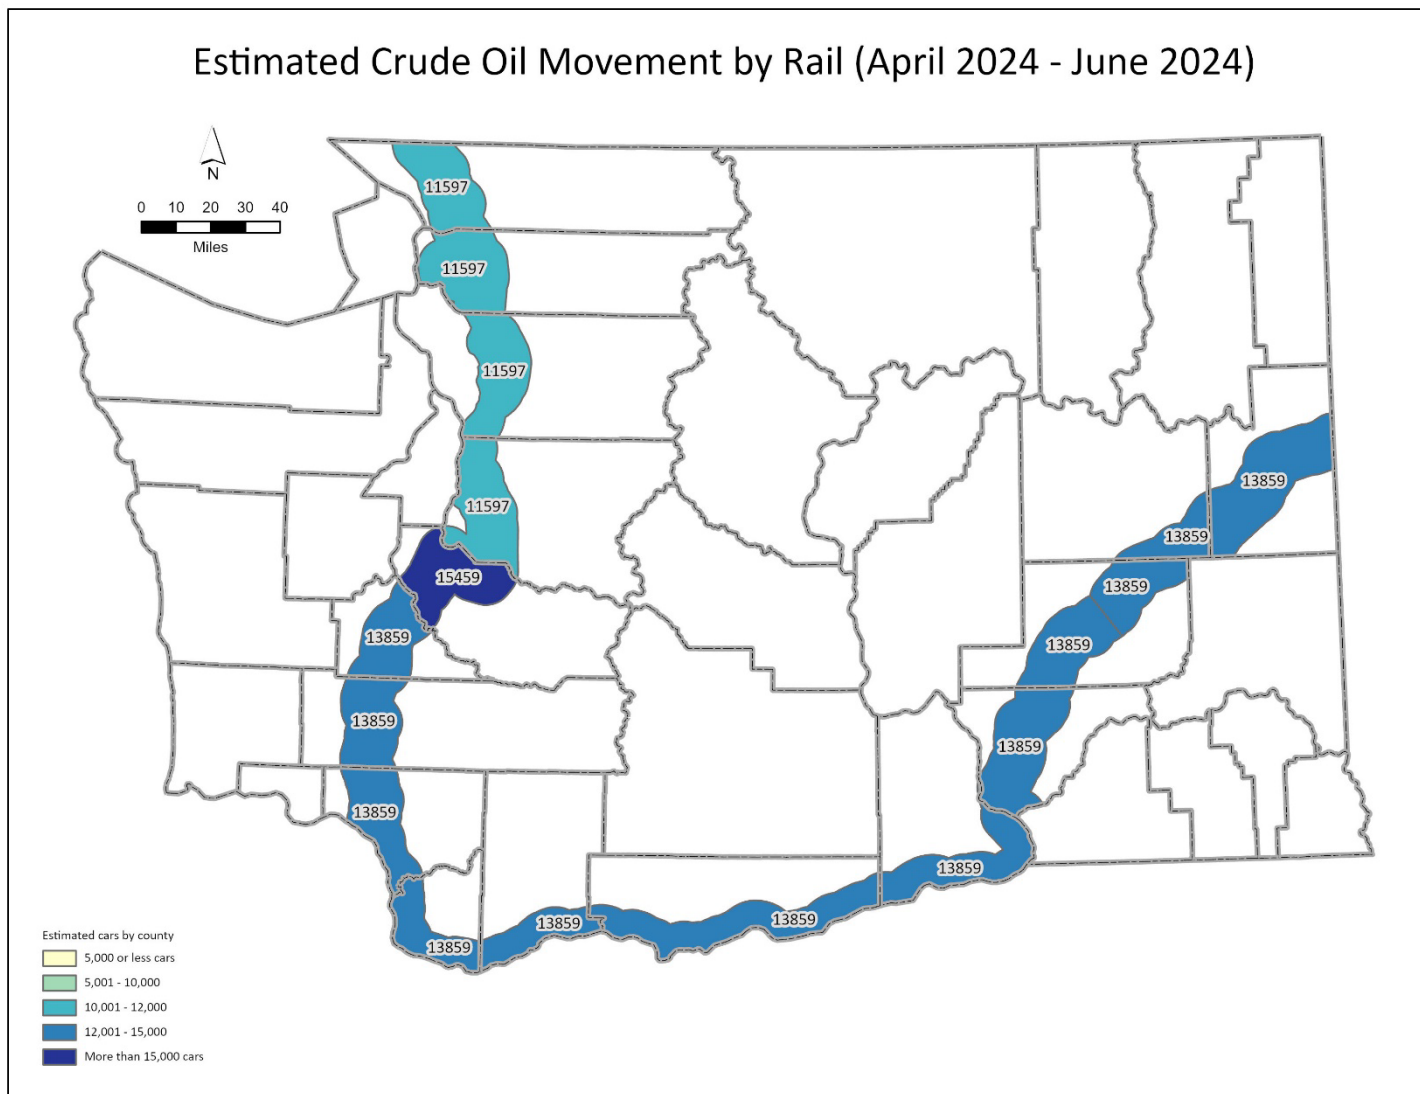 Estimated Crude Oil Movement by Rail (April 2024 - June 2024)
N
0 10 20 30 40
Miles
11597
11597
11597
11597
15459
13859
13859
13859
13859
13859
13859
13859
13859
13859
13859
13859
13859
Estimated cars by county
5,000 or less cars
5,001 - 10,000
10,001 - 12,000
12,001 - 15,000
More than 15,000 cars